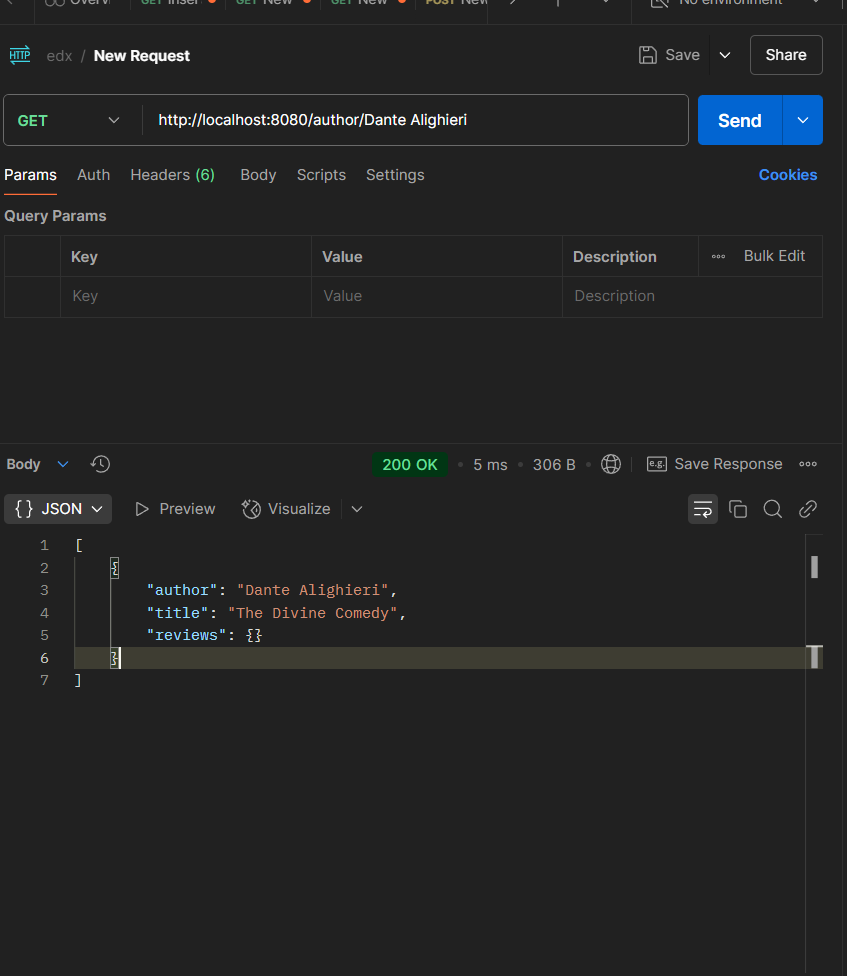 GET Inser GET New GET New POST New No environment
HTTP edx / New Request Save Share
GET http://localhost:8080/author/Dante Alighieri Send
Params Auth Headers (6) Body Scripts Settings Cookies
Query Params
Key Value Description Bulk Edit
Key Value Description
Body 200 OK • 5 ms • 306 B • e.g. Save Response
{} JSON Preview Visualize
1 [
2 {
3 "author": "Dante Alighieri",
4 "title": "The Divine Comedy",
5 "reviews": {}
6 }
7 ]